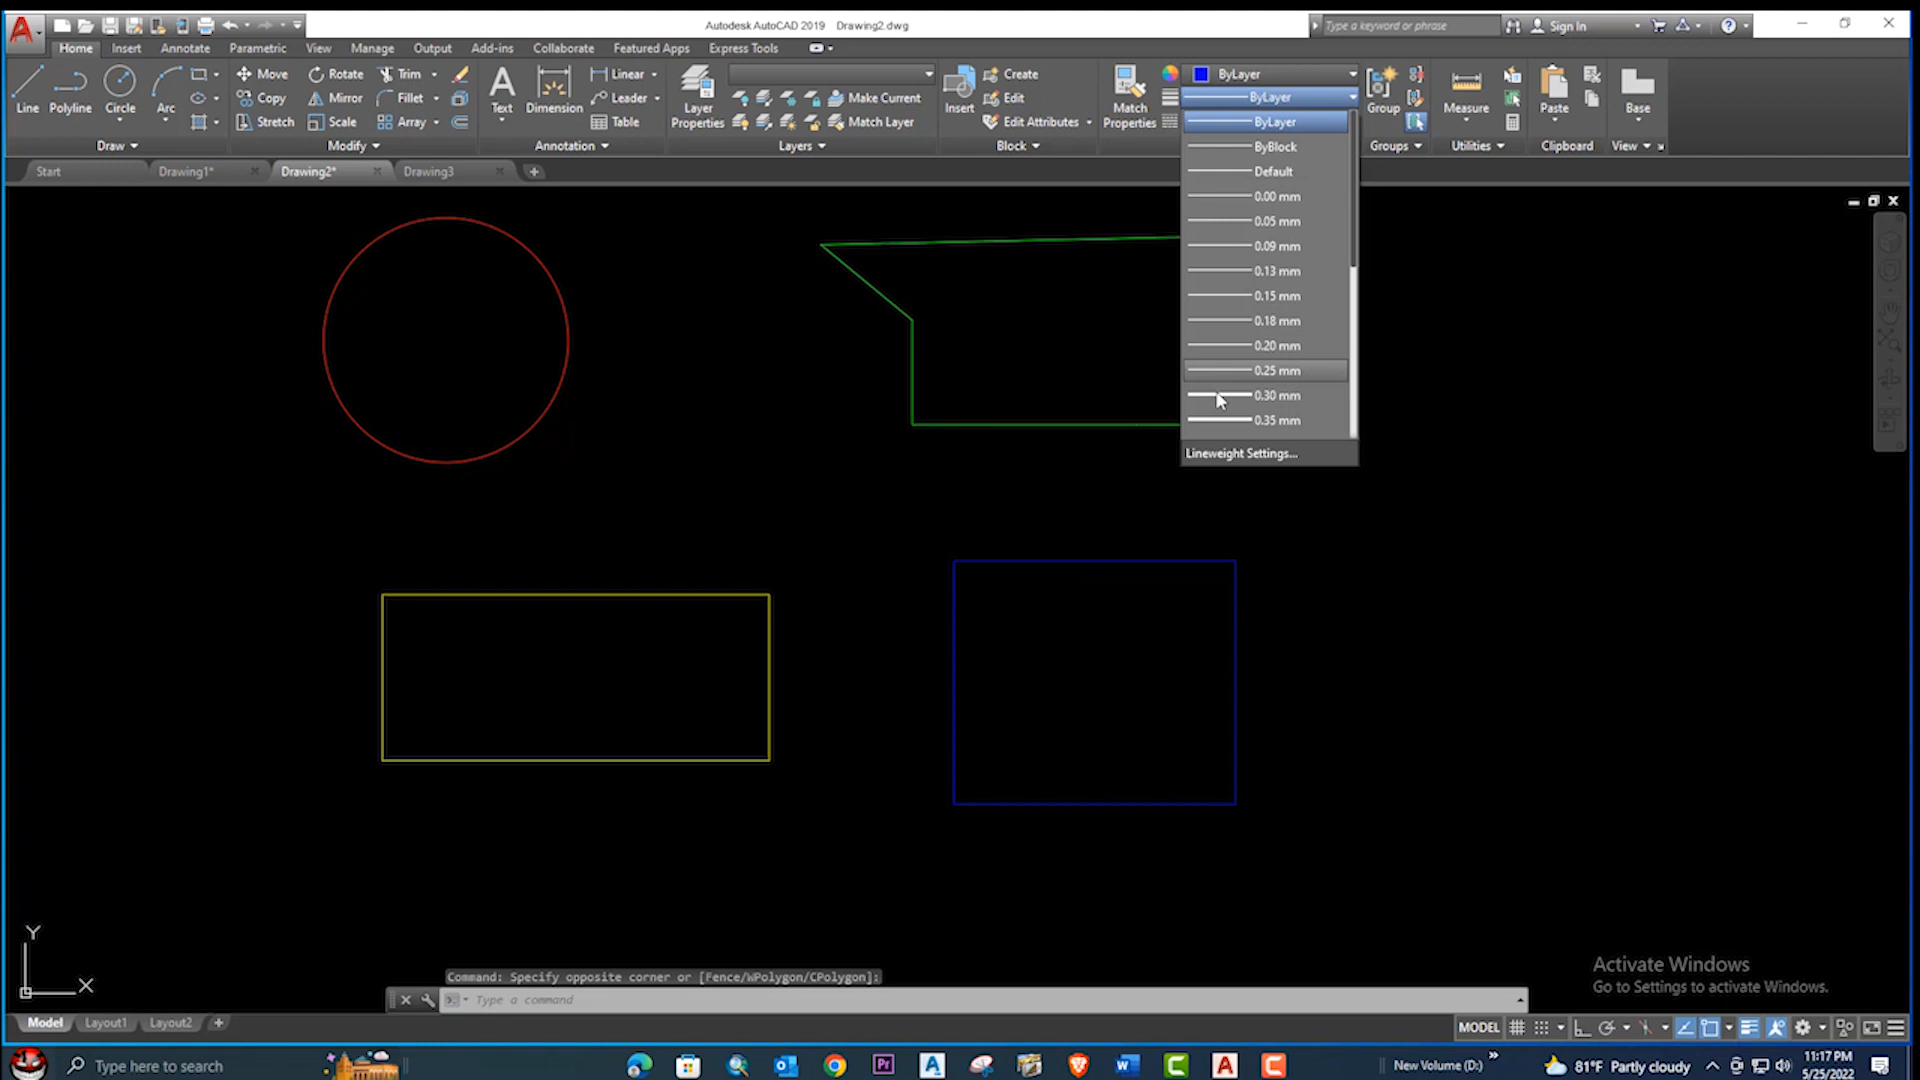 Autodesk AutoCAD 2019 Drawing2.dwg
Type a keyword or phrase
Sign In
Home Insert Annotate Parametric View Manage Output Add-ins Collaborate Featured Apps Express Tools
Line Polyline Circle Arc
Move Rotate Trim
Copy Mirror Fillet
Stretch Scale Array
Text Dimension
Linear
Leader
Table
Layer Properties
Make Current
Match Layer
Insert
Create
Edit
Edit Attributes
Match Properties
ByLayer
ByLayer
Group
Measure
Paste
Base
Draw Modify Annotation Layers Block Groups Utilities Clipboard View
Start Drawing1* Drawing2* Drawing3
ByLayer
ByBlock
Default
0.00 mm
0.05 mm
0.09 mm
0.13 mm
0.15 mm
0.18 mm
0.20 mm
0.25 mm
0.30 mm
0.35 mm
Lineweight Settings...
Y
X
Activate Windows
Go to Settings to activate Windows.
Command: Specify opposite corner or [Fence/WPolygon/CPolygon]:
Type a command
Model Layout1 Layout2
MODEL
Type here to search
New Volume (D:)
81°F Partly cloudy
11:17 PM
5/25/2022